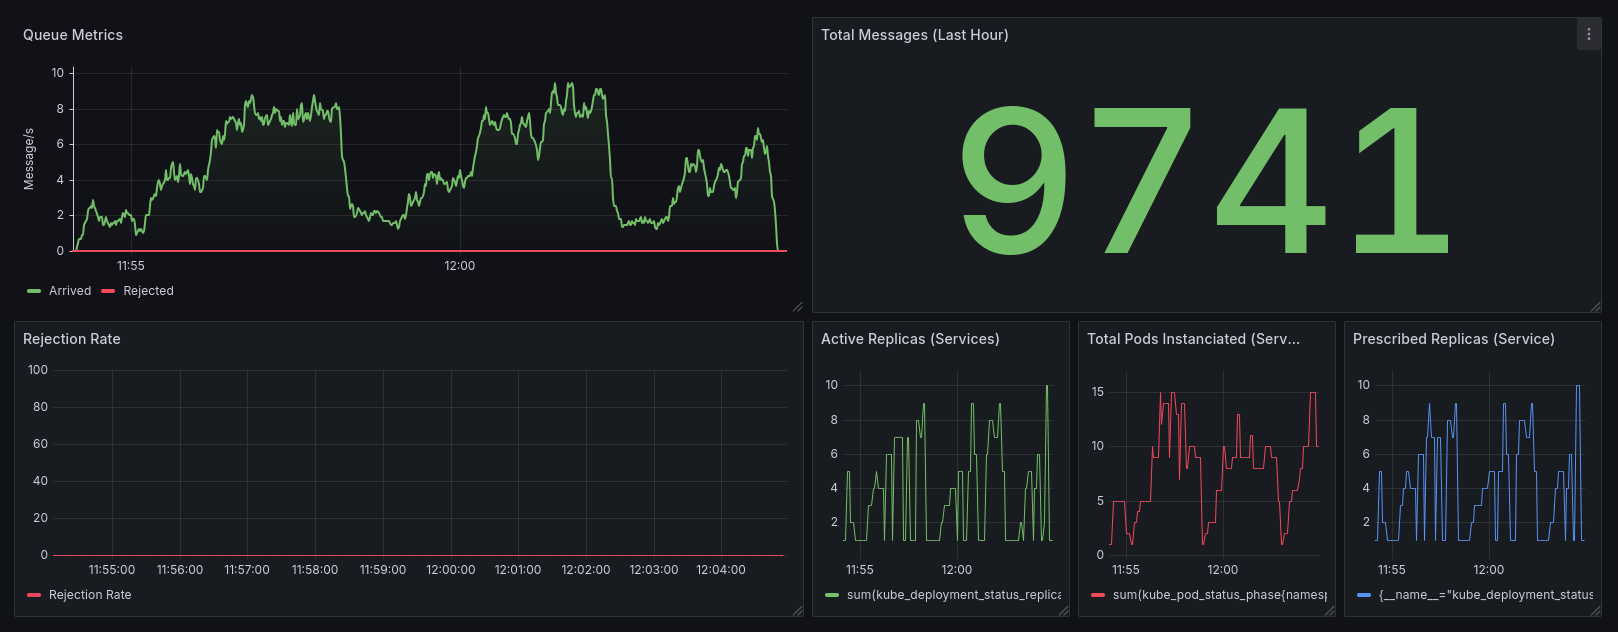 Queue Metrics
Message/s
10
8
6
4
2
0
11:55 12:00
Arrived Rejected
Total Messages (Last Hour)
9741
Rejection Rate
100
80
60
40
20
0
11:55:00 11:56:00 11:57:00 11:58:00 11:59:00 12:00:00 12:01:00 12:02:00 12:03:00 12:04:00
Rejection Rate
Active Replicas (Services)
10
8
6
4
2
11:55 12:00
sum(kube_deployment_status_replica
Total Pods Instanciated (Serv...
15
10
5
0
11:55 12:00
sum(kube_pod_status_phase{namesp
Prescribed Replicas (Service)
10
8
6
4
2
11:55 12:00
{__name__="kube_deployment_status